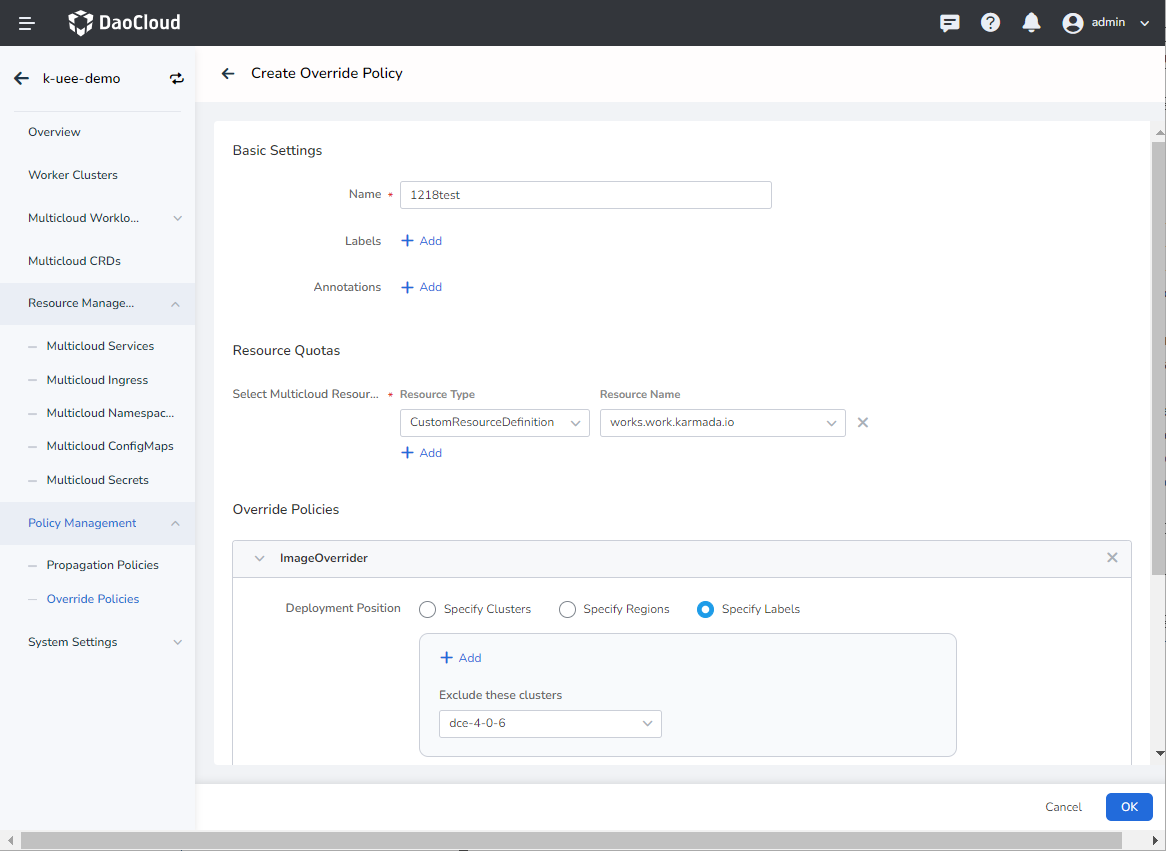 DaoCloud
admin
k-uee-demo
Create Override Policy
Overview
Worker Clusters
Multicloud Worklo...
Multicloud CRDs
Resource Manage...
Multicloud Services
Multicloud Ingress
Multicloud Namespac...
Multicloud ConfigMaps
Multicloud Secrets
Policy Management
Propagation Policies
Override Policies
System Settings
Basic Settings
Name * 1218test
Labels + Add
Annotations + Add
Resource Quotas
Select Multicloud Resour... * Resource Type Resource Name
CustomResourceDefinition works.work.karmada.io
+ Add
Override Policies
ImageOverrider
Deployment Position Specify Clusters Specify Regions Specify Labels
+ Add
Exclude these clusters
dce-4-0-6
Cancel OK